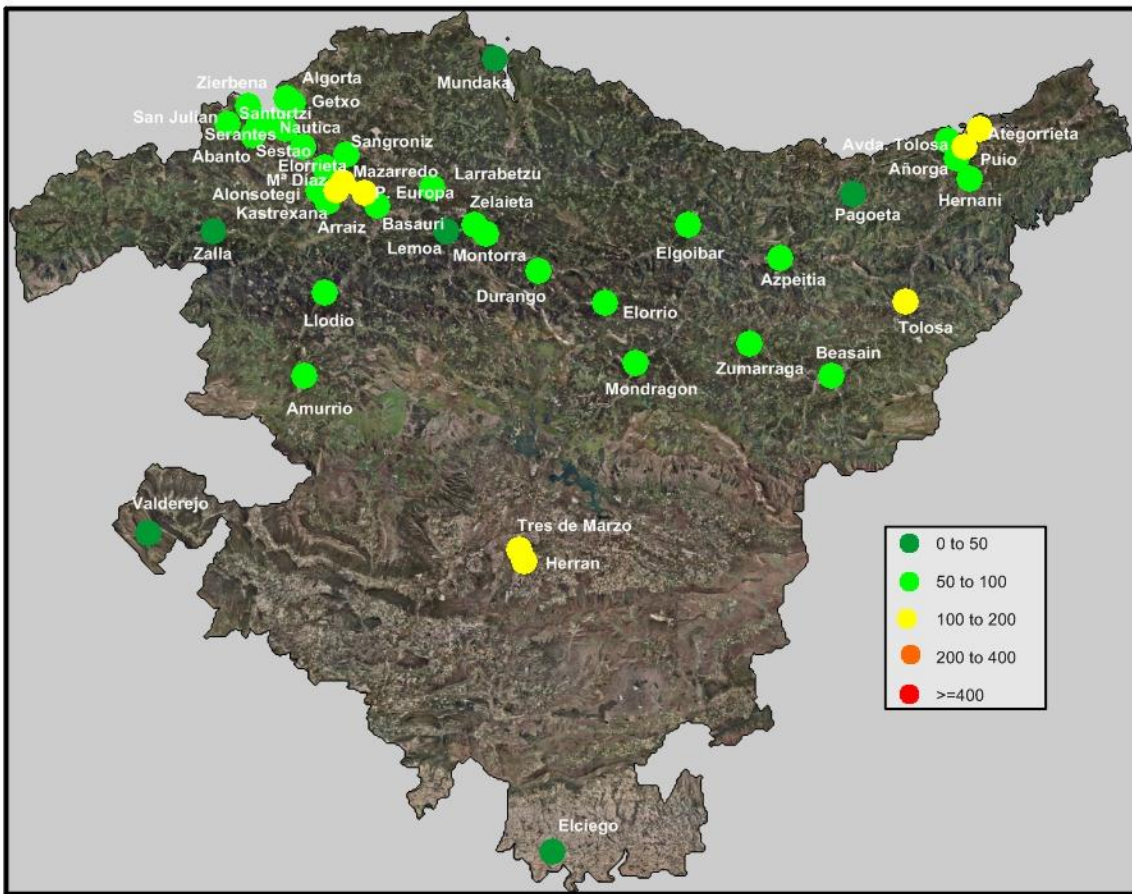 Mundaka
Algorta
Zierbena
Getxo
Santurtzi
San Julian
Nautica
Serantes
Sestao
Abanto
Sangroniz
Elorrieta
Mazarredo
Mª Diaz
Larrabetzu
Alonsotegi
P. Europa
Kastrexana
Zelaieta
Arraiz
Basauri
Lemoa
Montorra
Zalla
Durango
Llodio
Elorrio
Amurrio
Mondragon
Elgoibar
Azpeitia
Zumarraga
Beasain
Tolosa
Pagoeta
Ategorrieta
Avda. Tolosa
Puio
Añorga
Hernani
Valderejo
Tres de Marzo
Herran
Elciego
0 to 50
50 to 100
100 to 200
200 to 400
>=400